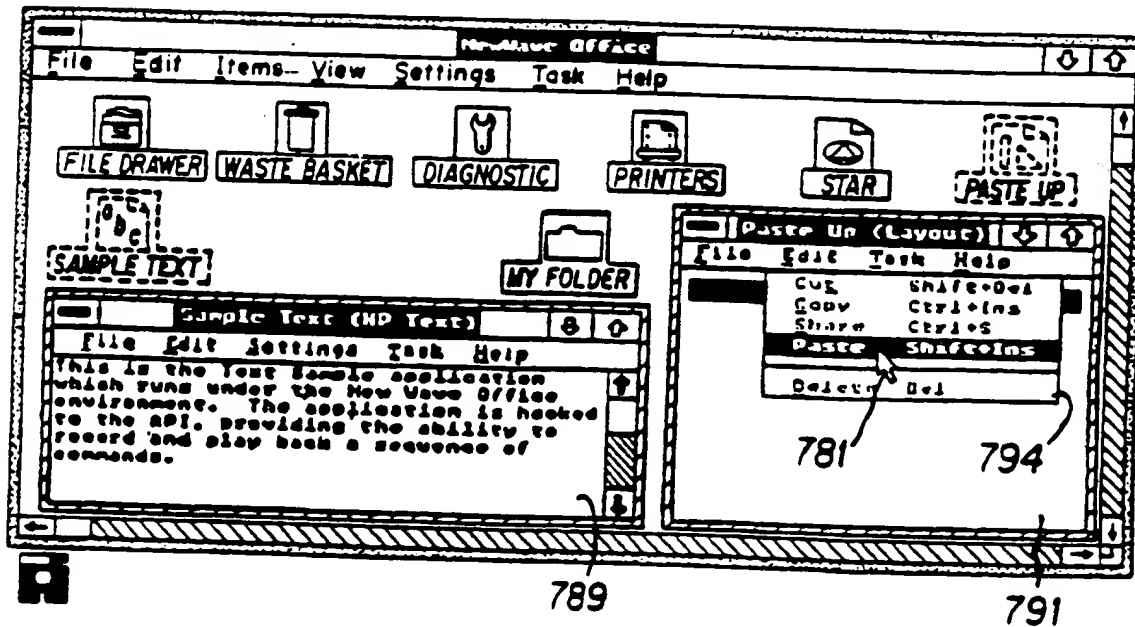 NewWave Office
File Edit Items View Settings Task Help
FILE DRAWER WASTE BASKET DIAGNOSTIC PRINTERS STAR PASTE UP
SAMPLE TEXT MY FOLDER
Paste Up (Layout)
File Edit Task Help
Cut Shift+Del
Copy Ctrl+Ins
Share Ctrl+S
Paste Shift+Ins
Delete Del
Sample Text (HP Text)
File Edit Settings Task Help
This is the Text Sample application
which runs under the New Wave Office
environment. The application is hooked
to the API, providing the ability to
record and play back a sequence of
commands.
abc
781 794
789 791